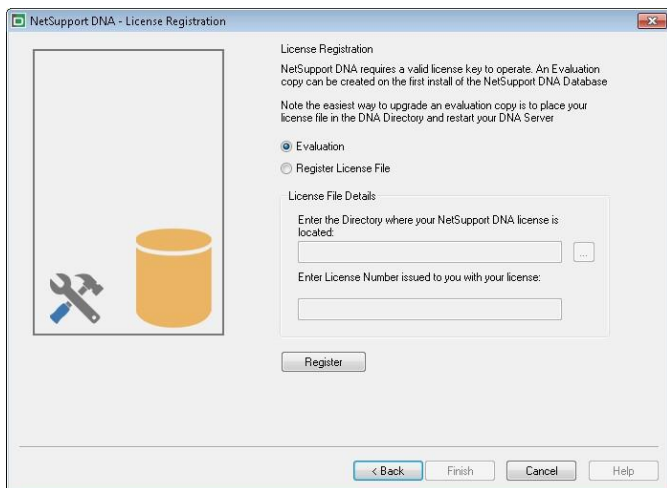 NetSupport DNA - License Registration
License Registration
NetSupport DNA requires a valid license key to operate. An Evaluation
copy can be created on the first install of the NetSupport DNA Database
Note the easiest way to upgrade an evaluation copy is to place your
license file in the DNA Directory and restart your DNA Server
Evaluation
Register License File
License File Details
Enter the Directory where your NetSupport DNA license is
located:
...
Enter License Number issued to you with your license:
Register
< Back
Finish
Cancel
Help